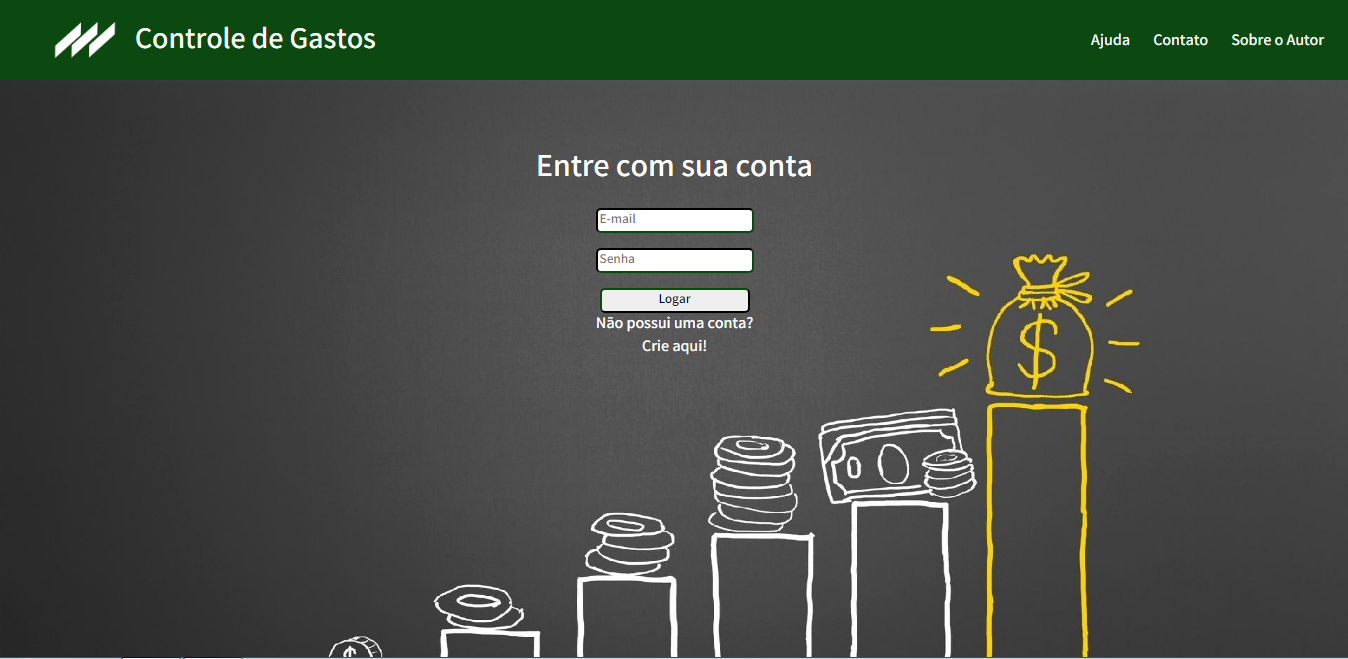 Controle de Gastos
Ajuda Contato Sobre o Autor
Entre com sua conta
E-mail
Senha
Logar
Não possui uma conta?
Crie aqui!
$